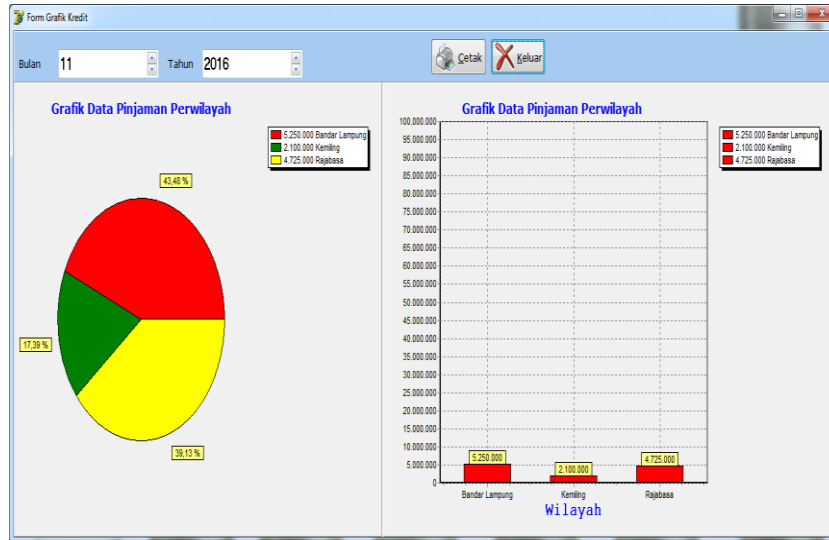 Form Grafik Kredit
Bulan 11 Tahun 2016 Cetak Keluar
Grafik Data Pinjaman Perwilayah
5.250.000 Bandar Lampung
2.100.000 Kemiling
4.725.000 Rajabasa
43,48 %
17,39 %
39,13 %
Grafik Data Pinjaman Perwilayah
5.250.000 Bandar Lampung
2.100.000 Kemiling
4.725.000 Rajabasa
100.000.000
95.000.000
90.000.000
85.000.000
80.000.000
75.000.000
70.000.000
65.000.000
60.000.000
55.000.000
50.000.000
45.000.000
40.000.000
35.000.000
30.000.000
25.000.000
20.000.000
15.000.000
10.000.000
5.000.000
0
5.250.000 2.100.000 4.725.000
Bandar Lampung Kemiling Rajabasa
Wilayah